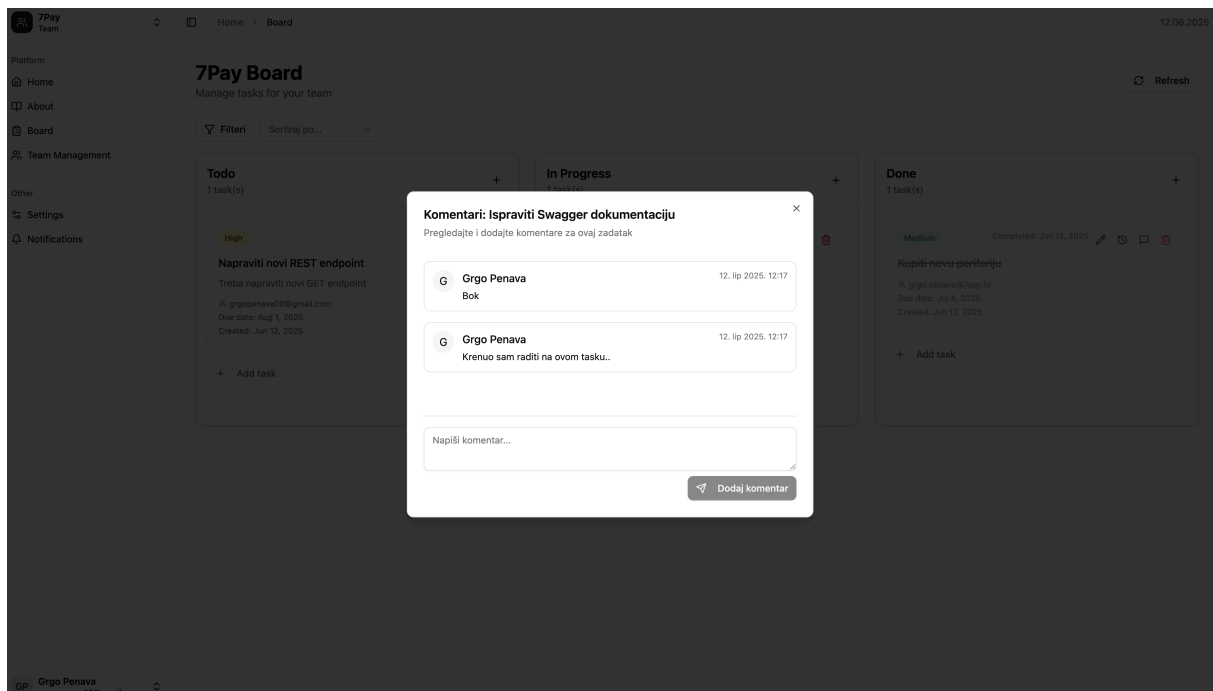 7Pay
Team
Home
Board
12.06.2025
Platform
Home
About
Board
Team Management
Other
Settings
Notifications
7Pay Board
Manage tasks for your team
Refresh
Filteri
Sortiraj po...
Todo
1 task(s)
High
Napraviti novi REST endpoint
Treba napraviti novi GET endpoint
grgopenava00@gmail.com
Due date: Aug 1, 2025
Created: Jun 12, 2025
Add task
In Progress
1 task(s)
Done
1 task(s)
Medium
Completed: Jun 12, 2025
Kupiti novu periferiju
grgo.penava@7pay.hr
Due date: Jul 4, 2025
Created: Jun 12, 2025
Add task
Komentari: Ispraviti Swagger dokumentaciju
Pregledajte i dodajte komentare za ovaj zadatak
G
Grgo Penava
12. lip 2025. 12:17
Bok
G
Grgo Penava
12. lip 2025. 12:17
Krenuo sam raditi na ovom tasku..
Napiši komentar...
Dodaj komentar
GP
Grgo Penava